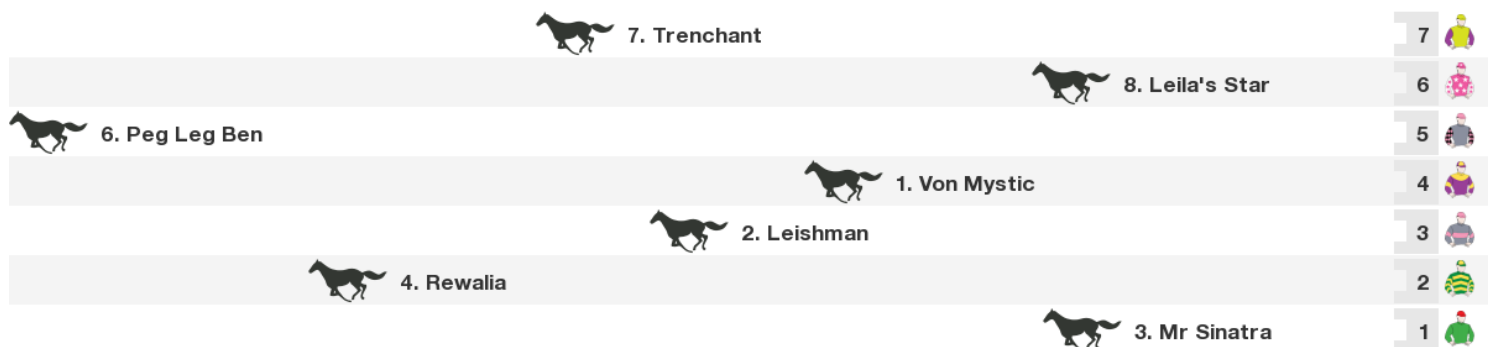 7. Trenchant 7
8. Leila's Star 6
6. Peg Leg Ben 5
1. Von Mystic 4
2. Leishman 3
4. Rewalia 2
3. Mr Sinatra 1